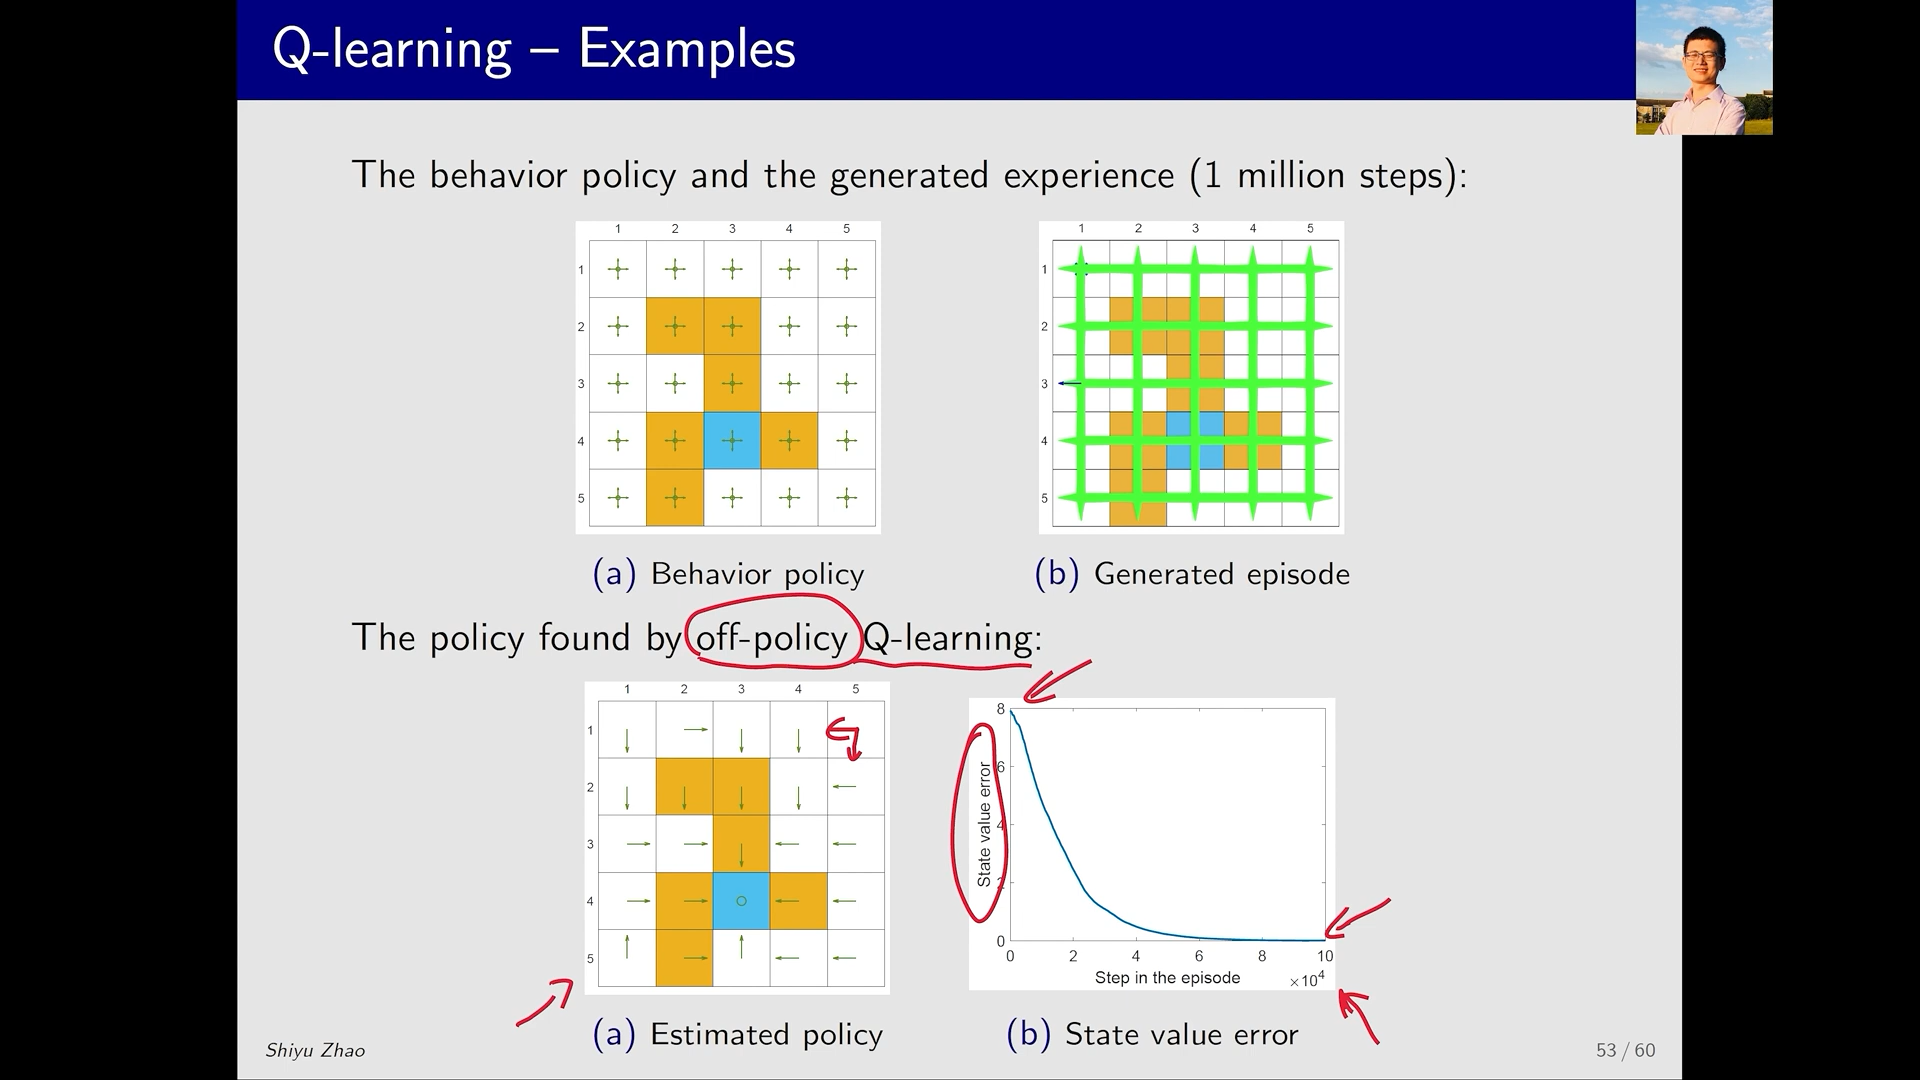 Q-learning – Examples
The behavior policy and the generated experience (1 million steps):
1 2 3 4 5
1
2
3
4
5
(a) Behavior policy
1 2 3 4 5
1
2
3
4
5
(b) Generated episode
The policy found by off-policy Q-learning:
1 2 3 4 5
1
2
3
4
5
(a) Estimated policy
State value error
8
6
4
2
0
0 2 4 6 8 10
Step in the episode ×10⁴
(b) State value error
Shiyu Zhao
53 / 60